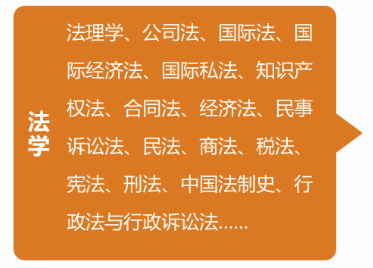 法学
法理学、公司法、国际法、国
际经济法、国际私法、知识产
权法、合同法、经济法、民事
诉讼法、民法、商法、税法、
宪法、刑法、中国法制史、行
政法与行政诉讼法......